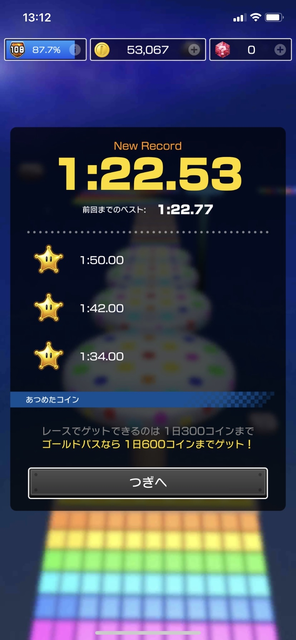 13:12
108 87.7% 53,067 0
New Record
1:22.53
前回までのベスト: 1:22.77
1:50.00
1:42.00
1:34.00
あつめたコイン
レースでゲットできるのは 1日300コインまで
ゴールドパスなら 1日600コインまでゲット！
つぎへ